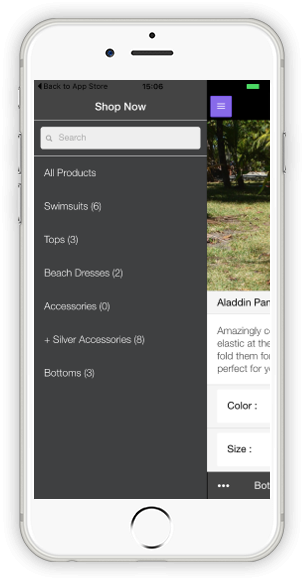 Back to App Store
15:06
Shop Now
Search
All Products
Swimsuits (6)
Tops (3)
Beach Dresses (2)
Accessories (0)
+ Silver Accessories (8)
Bottoms (3)
Aladdin Pan
Amazingly c
elastic at the
fold them for
perfect for yo
Color :
Size :
••• Bot